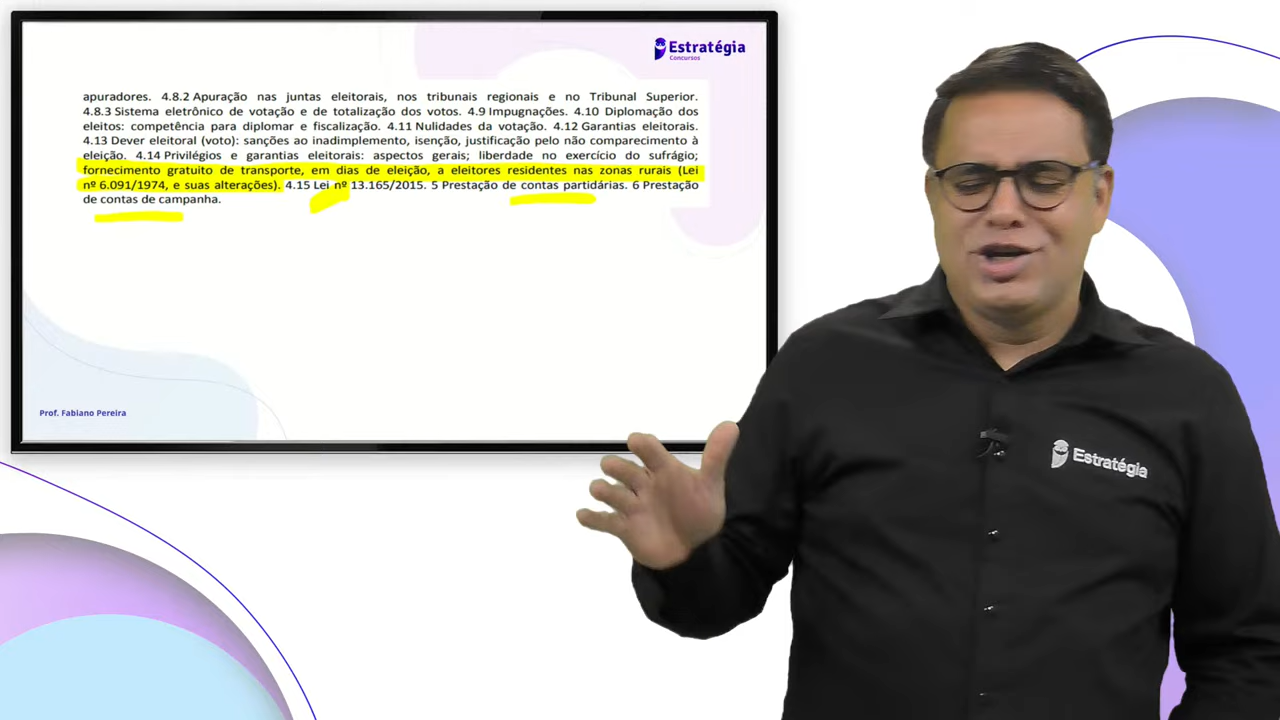 Estratégia
Concursos
apuradores. 4.8.2 Apuração nas juntas eleitorais, nos tribunais regionais e no Tribunal Superior.
4.8.3 Sistema eletrônico de votação e de totalização dos votos. 4.9 Impugnações. 4.10 Diplomação dos
eleitos: competência para diplomar e fiscalização. 4.11 Nulidades da votação. 4.12 Garantias eleitorais.
4.13 Dever eleitoral (voto): sanções ao inadimplemento, isenção, justificação pelo não comparecimento à
eleição. 4.14 Privilégios e garantias eleitorais: aspectos gerais; liberdade no exercício do sufrágio;
fornecimento gratuito de transporte, em dias de eleição, a eleitores residentes nas zonas rurais (Lei
nº 6.091/1974, e suas alterações). 4.15 Lei nº 13.165/2015. 5 Prestação de contas partidárias. 6 Prestação
de contas de campanha.
Prof. Fabiano Pereira
Estratégia